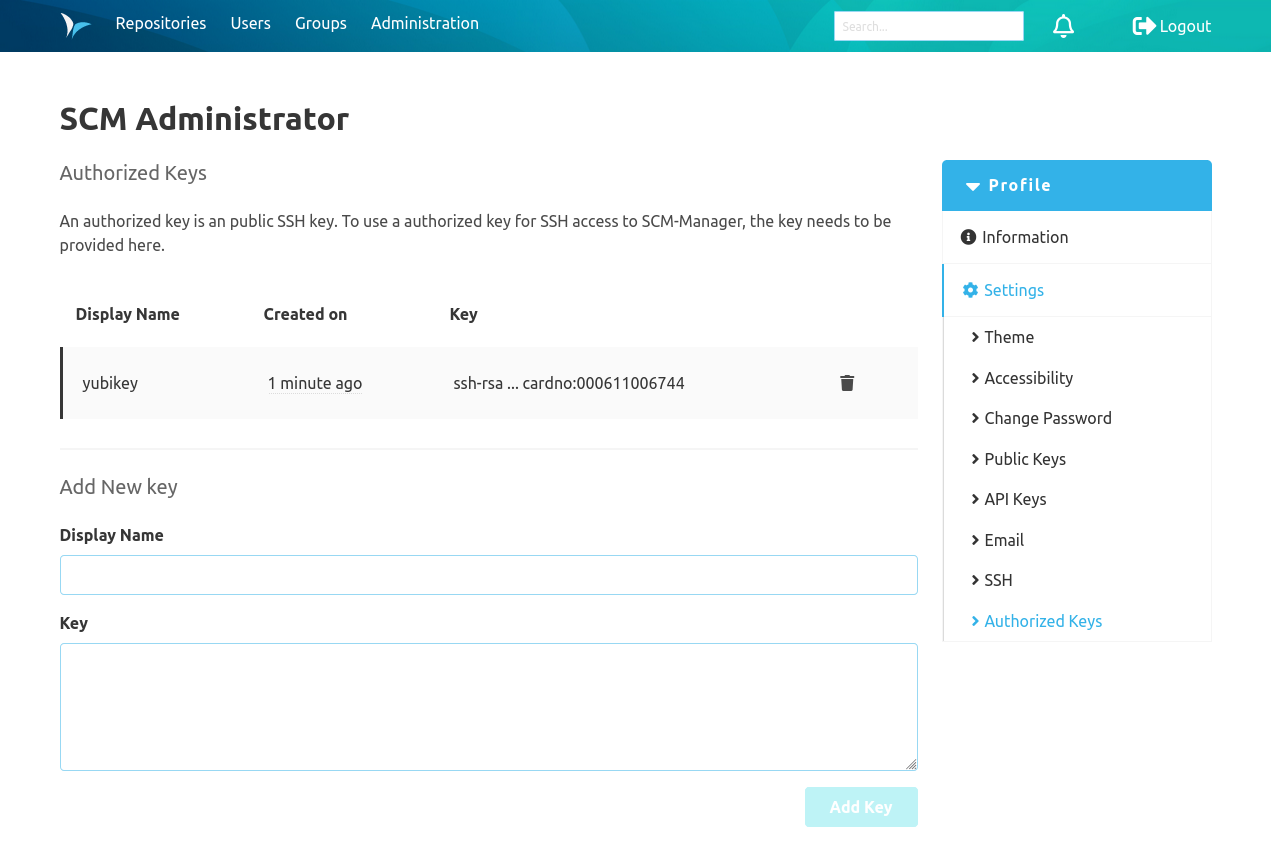 Repositories Users Groups Administration Search... Logout
SCM Administrator
Authorized Keys
An authorized key is an public SSH key. To use a authorized key for SSH access to SCM-Manager, the key needs to be
provided here.
Display Name Created on Key
yubikey 1 minute ago ssh-rsa ... cardno:000611006744
Add New key
Display Name
Key
Add Key
Profile
Information
Settings
Theme
Accessibility
Change Password
Public Keys
API Keys
Email
SSH
Authorized Keys